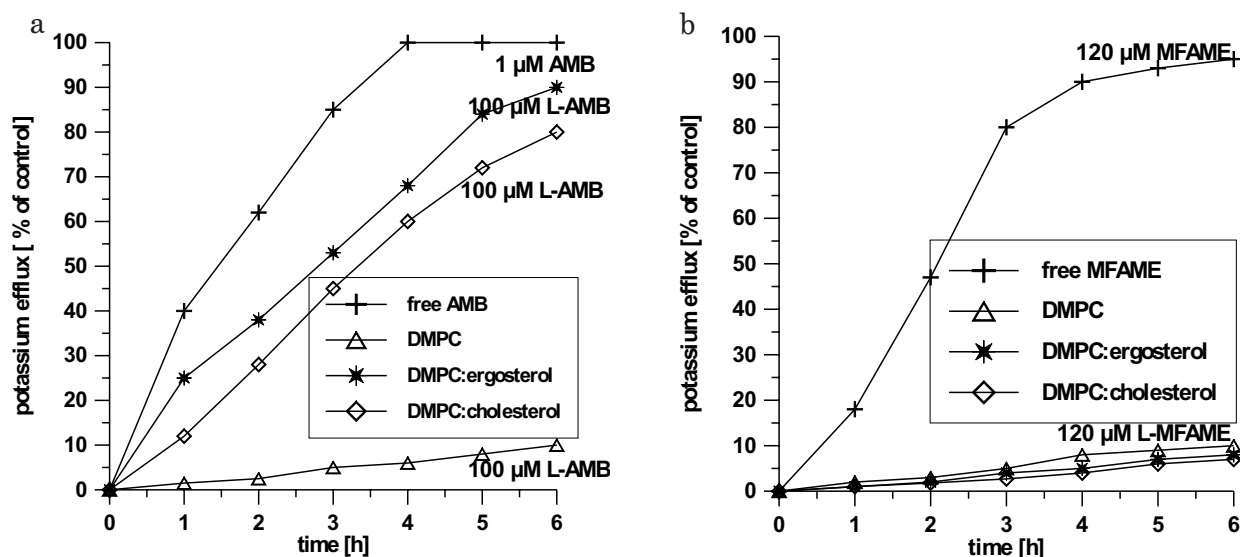 a
potassium efflux [ % of control]
100
90
80
70
60
50
40
30
20
10
0
1 µM AMB
100 µM L-AMB
100 µM L-AMB
free AMB
DMPC
DMPC:ergosterol
DMPC:cholesterol
100 µM L-AMB
0 1 2 3 4 5 6
time [h]
b
potassium efflux [% of control]
100
90
80
70
60
50
40
30
20
10
0
120 µM MFAME
free MFAME
DMPC
DMPC:ergosterol
DMPC:cholesterol
120 µM L-MFAME
0 1 2 3 4 5 6
time [h]